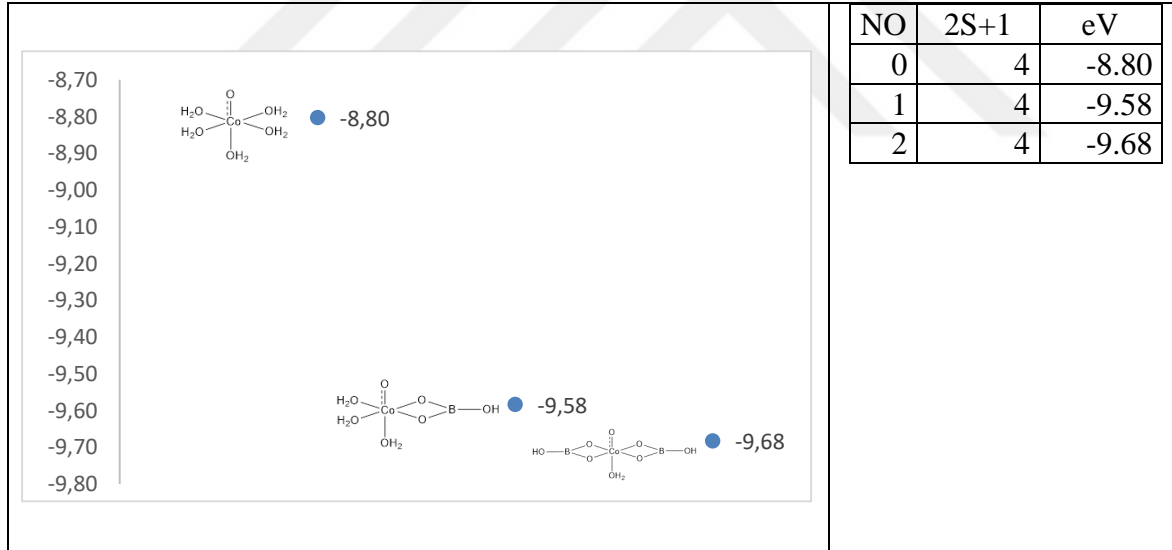 -8,70
-8,80
-8,90
-9,00
-9,10
-9,20
-9,30
-9,40
-9,50
-9,60
-9,70
-9,80
O
H₂O Co OH₂
H₂O OH₂
OH₂
-8,80
O
H₂O O
Co B OH
H₂O O
OH₂
-9,58
O
O O
HO B Co B OH
O O
OH₂
-9,68
NO 2S+1 eV
0 4 -8.80
1 4 -9.58
2 4 -9.68